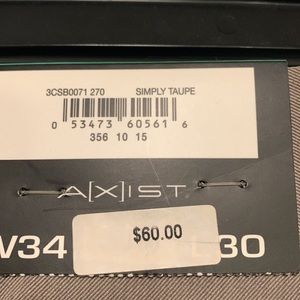 3CSB0071 270 SIMPLY TAUPE
0 53473 60561 6
356 10 15
A[X]IST
W34 30
$60.00